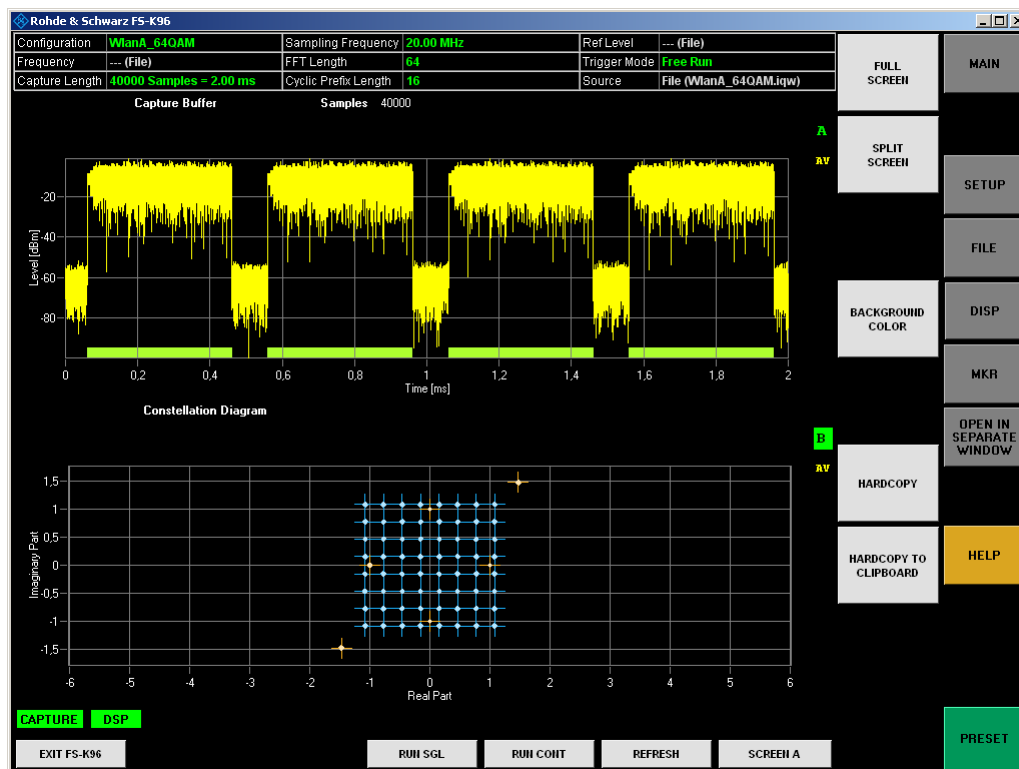 Rohde & Schwarz FS-K96
Configuration WlanA_64QAM Sampling Frequency 20.00 MHz Ref Level --- (File)
Frequency --- (File) FFT Length 64 Trigger Mode Free Run
Capture Length 40000 Samples = 2.00 ms Cyclic Prefix Length 16 Source File (WlanA_64QAM.iqw)
Capture Buffer Samples 40000
A
AV
Level [dBm]
-20
-40
-60
-80
0 0,2 0,4 0,6 0,8 1 1,2 1,4 1,6 1,8 2
Time [ms]
Constellation Diagram
B
AV
Imaginary Part
1,5
1
0,5
0
-0,5
-1
-1,5
-6 -5 -4 -3 -2 -1 0 1 2 3 4 5 6
Real Part
CAPTURE DSP
EXIT FS-K96 RUN SGL RUN CONT REFRESH SCREEN A
FULL
SCREEN
SPLIT
SCREEN
BACKGROUND
COLOR
HARDCOPY
HARDCOPY TO
CLIPBOARD
MAIN
SETUP
FILE
DISP
MKR
OPEN IN
SEPARATE
WINDOW
HELP
PRESET